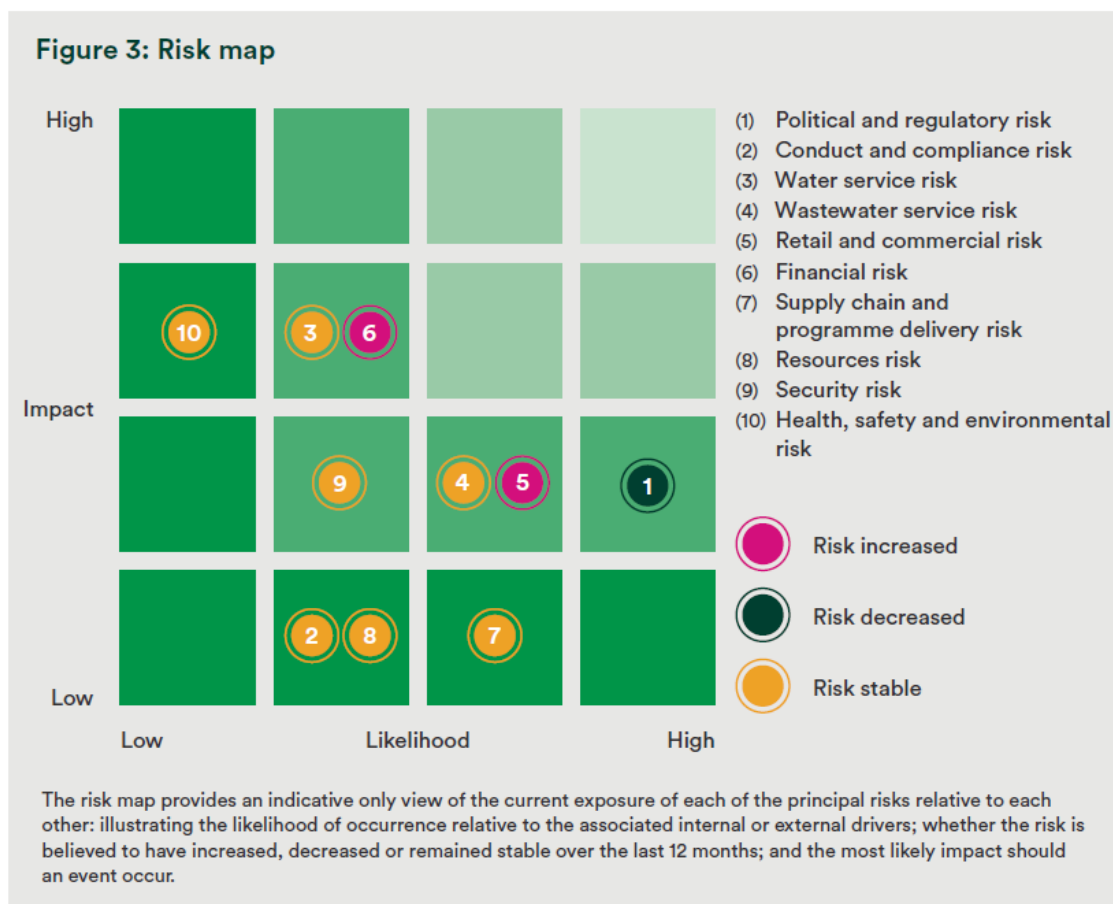 Figure 3: Risk map
High
Impact
Low
10
3
6
9
4
5
1
2
8
7
Low
Likelihood
High
(1) Political and regulatory risk
(2) Conduct and compliance risk
(3) Water service risk
(4) Wastewater service risk
(5) Retail and commercial risk
(6) Financial risk
(7) Supply chain and
programme delivery risk
(8) Resources risk
(9) Security risk
(10) Health, safety and environmental
risk
Risk increased
Risk decreased
Risk stable
The risk map provides an indicative only view of the current exposure of each of the principal risks relative to each
other: illustrating the likelihood of occurrence relative to the associated internal or external drivers; whether the risk is
believed to have increased, decreased or remained stable over the last 12 months; and the most likely impact should
an event occur.